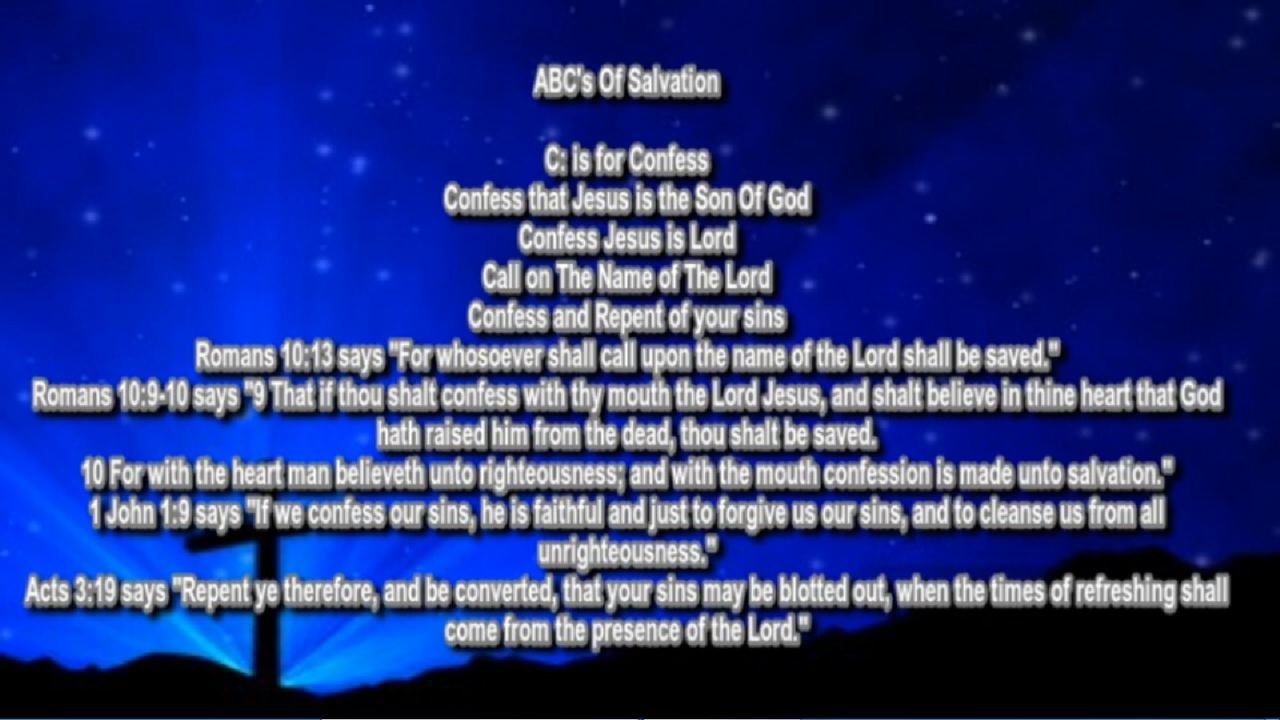 ABC's Of Salvation
C: is for Confess
Confess that Jesus is the Son Of God
Confess Jesus is Lord
Call on The Name of The Lord
Confess and Repent of your sins
Romans 10:13 says "For whosoever shall call upon the name of the Lord shall be saved."
Romans 10:9-10 says "9 That if thou shalt confess with thy mouth the Lord Jesus, and shalt believe in thine heart that God
hath raised him from the dead, thou shalt be saved.
10 For with the heart man believeth unto righteousness; and with the mouth confession is made unto salvation."
1 John 1:9 says "If we confess our sins, he is faithful and just to forgive us our sins, and to cleanse us from all
unrighteousness."
Acts 3:19 says "Repent ye therefore, and be converted, that your sins may be blotted out, when the times of refreshing shall
come from the presence of the Lord."